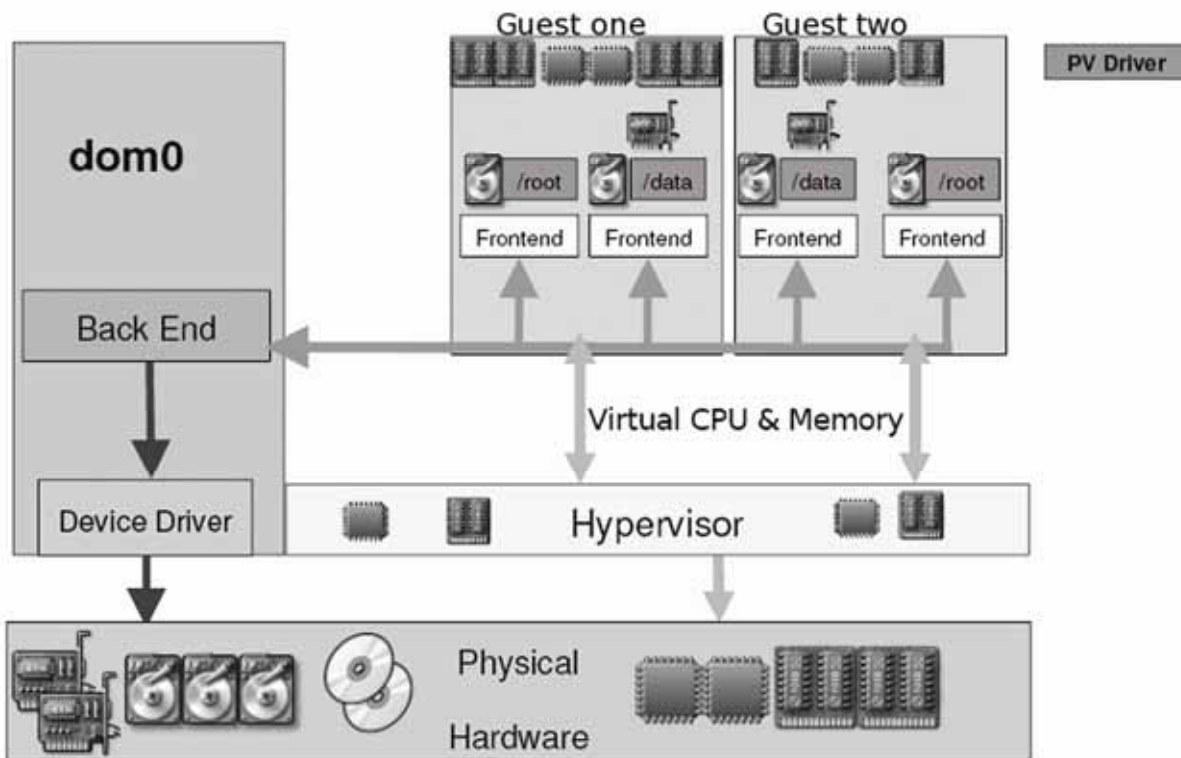 Guest one
Guest two
PV Driver
dom0
/root
/data
/data
/root
Frontend
Frontend
Frontend
Frontend
Back End
Virtual CPU & Memory
Device Driver
Hypervisor
Physical
Hardware